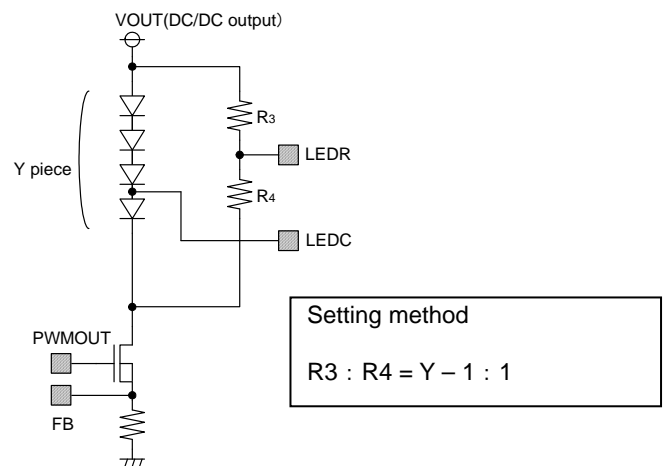 VOUT(DC/DC output)
R3
LEDR
Y piece
R4
LEDC
PWMOUT
FB
Setting method
R3 : R4 = Y – 1 : 1